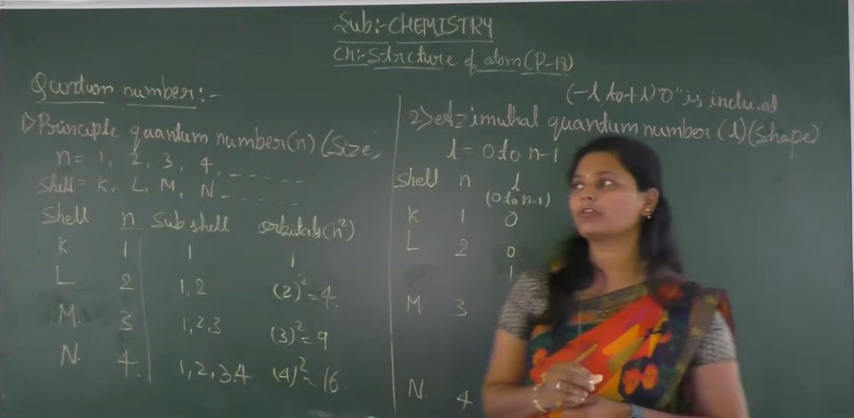 Sub:- CHEMISTRY
Ch:- Structure of atom (P-18)
Quantum number:-
1) Principle quantum number(n) (Size,
n = 1, 2, 3, 4, - - - - - -
Shell = K, L, M, N - - - - - -
Shell n Sub shell orbitals (n²)
K 1 1 1
L 2 1,2 (2)² = 4.
M. 3 1,2,3 (3)² = 9
N. 4. 1,2,3.4 (4)² = 16.
(-l to + l) "0" is included
2) Azimuthal quantum number (l) (Shape)
l = 0 to n-1
Shell n l
(0 to n-1)
K 1 0
L 2 0
1
M 3
N 4